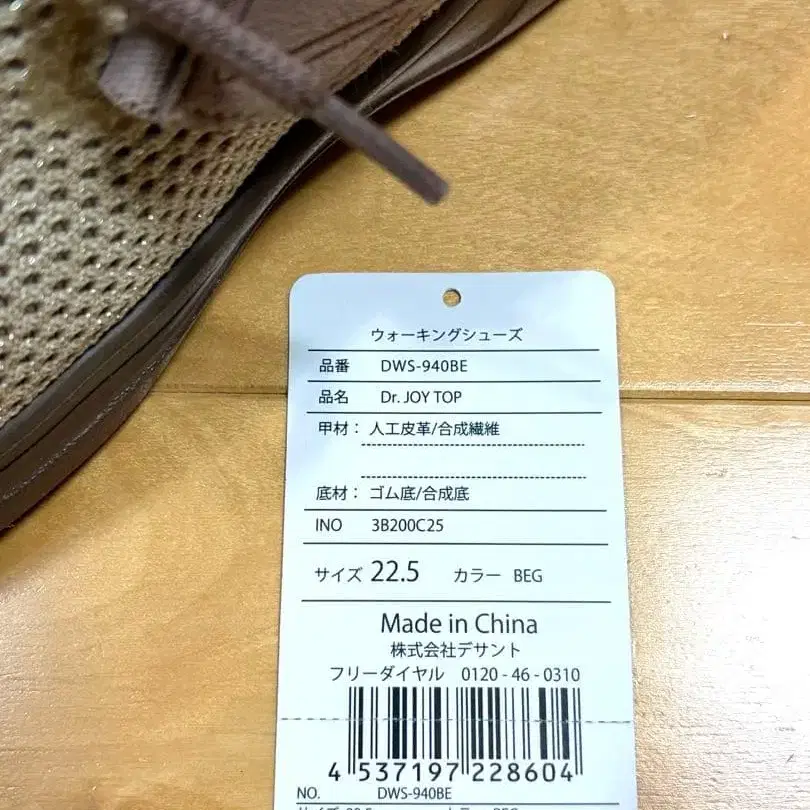 ウォーキングシューズ
品番 DWS-940BE
品名 Dr. JOY TOP
甲材： 人工皮革/合成繊維
底材： ゴム底/合成底
INO 3B200C25
サイズ 22.5 カラー BEG
Made in China
株式会社デサント
フリーダイヤル 0120 - 46 - 0310
4 537197 228604
NO. DWS-940BE